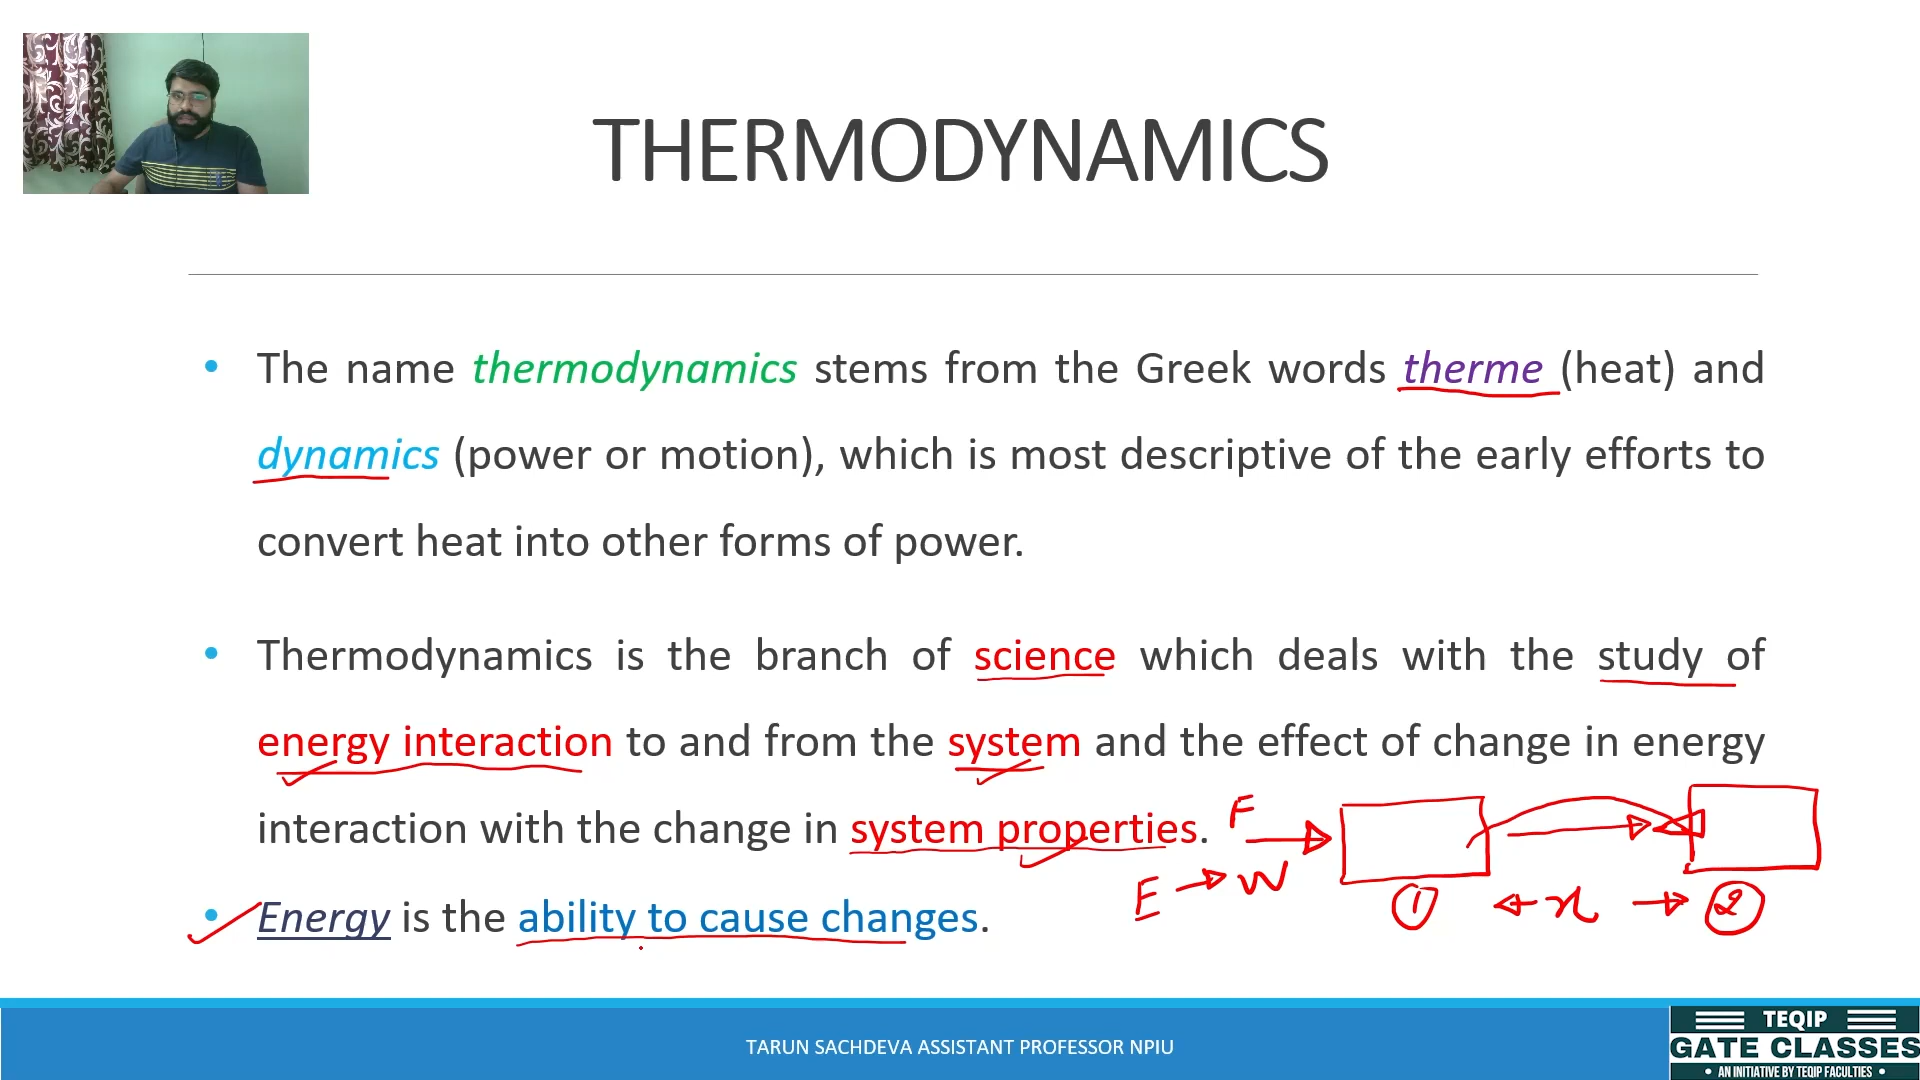 THERMODYNAMICS
• The name thermodynamics stems from the Greek words therme (heat) and
dynamics (power or motion), which is most descriptive of the early efforts to
convert heat into other forms of power.
• Thermodynamics is the branch of science which deals with the study of
energy interaction to and from the system and the effect of change in energy
interaction with the change in system properties.
F
E → W
1 x 2
• Energy is the ability to cause changes.
TARUN SACHDEVA ASSISTANT PROFESSOR NPIU
TEQIP
GATE CLASSES
• AN INITIATIVE BY TEQIP FACULTIES •